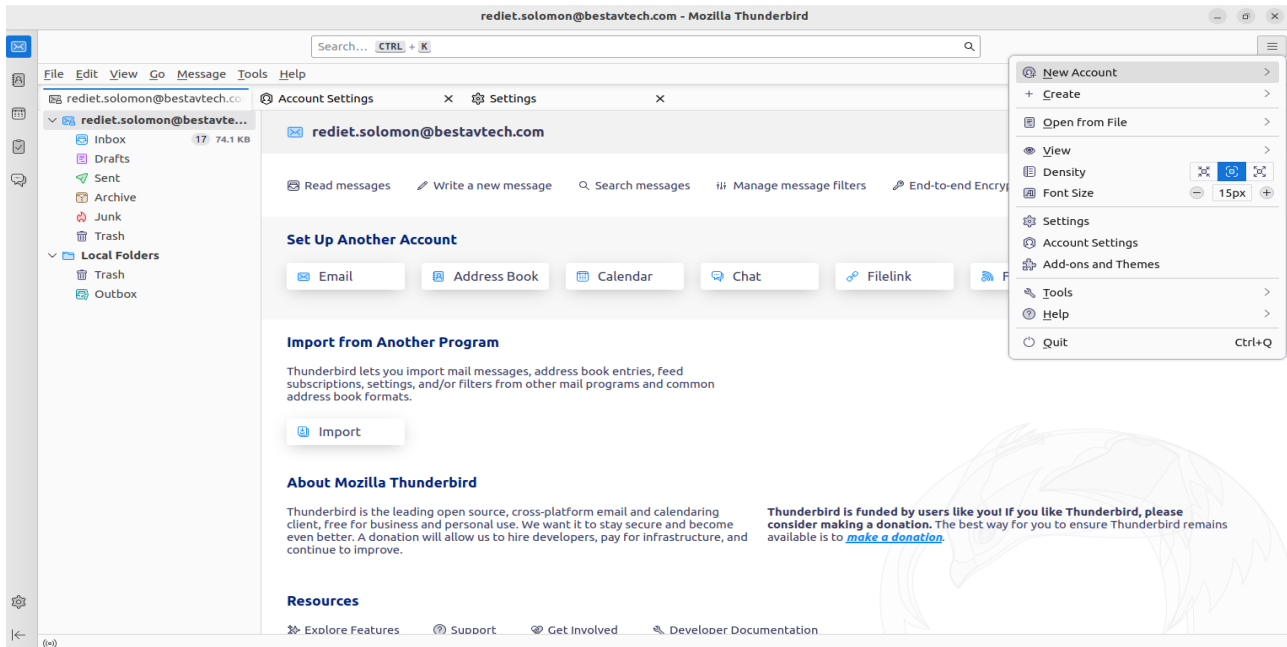 rediet.solomon@bestavtech.com - Mozilla Thunderbird
Search... CTRL + K
File Edit View Go Message Tools Help
rediet.solomon@bestavtech.co
Account Settings
Settings
rediet.solomon@bestavte...
Inbox 17 74.1 KB
Drafts
Sent
Archive
Junk
Trash
Local Folders
Trash
Outbox
rediet.solomon@bestavtech.com
Read messages Write a new message Search messages Manage message filters End-to-end Encryp
Set Up Another Account
Email Address Book Calendar Chat Filelink F
Import from Another Program
Thunderbird lets you import mail messages, address book entries, feed
subscriptions, settings, and/or filters from other mail programs and common
address book formats.
Import
About Mozilla Thunderbird
Thunderbird is the leading open source, cross-platform email and calendaring
client, free for business and personal use. We want it to stay secure and become
even better. A donation will allow us to hire developers, pay for infrastructure, and
continue to improve.
Thunderbird is funded by users like you! If you like Thunderbird, please
consider making a donation. The best way for you to ensure Thunderbird remains
available is to make a donation.
Resources
Explore Features Support Get Involved Developer Documentation
New Account
Create
Open from File
View
Density
Font Size 15px
Settings
Account Settings
Add-ons and Themes
Tools
Help
Quit Ctrl+Q